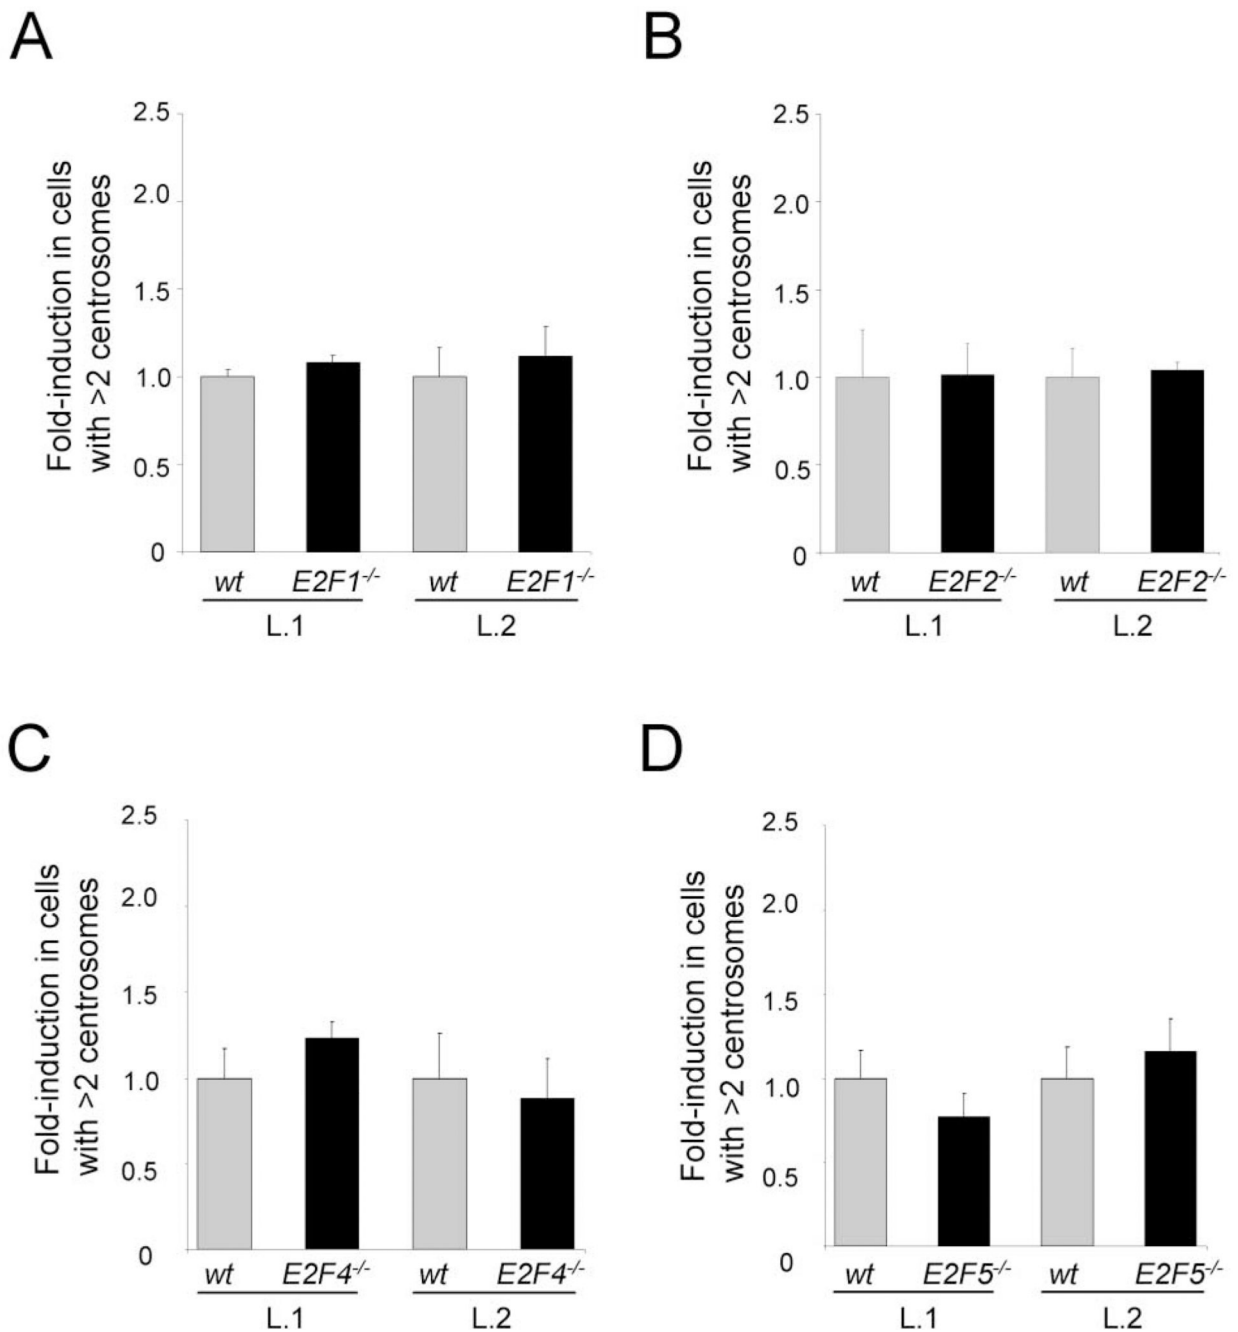 A
Fold-induction in cells
with >2 centrosomes
2.5
2.0
1.5
1.0
0.5
0
wt E2F1-/- wt E2F1-/-
L.1 L.2
B
Fold-induction in cells
with >2 centrosomes
2.5
2.0
1.5
1.0
0.5
0
wt E2F2-/- wt E2F2-/-
L.1 L.2
C
Fold-induction in cells
with >2 centrosomes
2.5
2.0
1.5
1.0
0.5
0
wt E2F4-/- wt E2F4-/-
L.1 L.2
D
Fold-induction in cells
with >2 centrosomes
2.5
2.0
1.5
1.0
0.5
0
wt E2F5-/- wt E2F5-/-
L.1 L.2